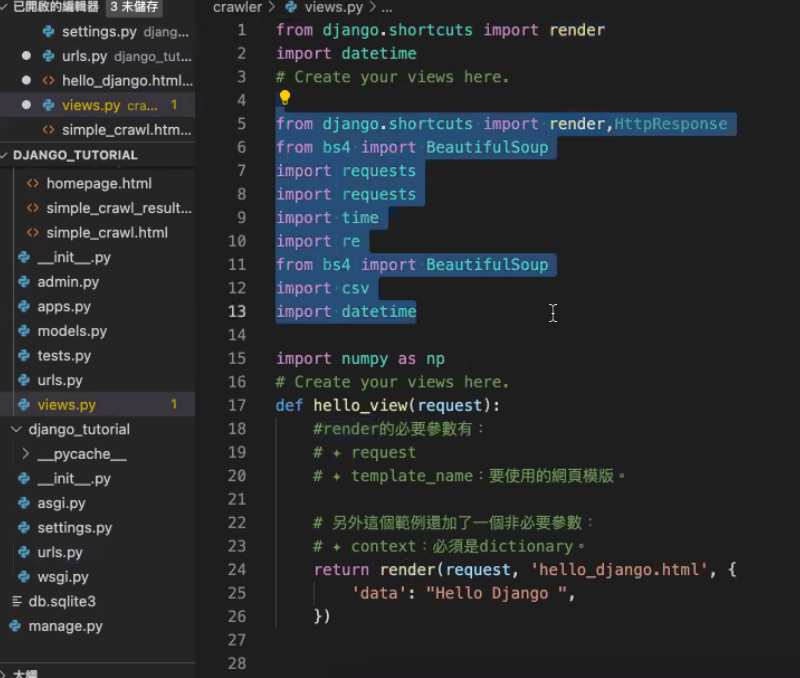 已開啟的編輯器 3 未儲存
settings.py djang...
urls.py django_tut...
hello_django.html...
views.py cra... 1
simple_crawl.htm...
DJANGO_TUTORIAL
homepage.html
simple_crawl_result...
simple_crawl.html
__init__.py
admin.py
apps.py
models.py
tests.py
urls.py
views.py 1
django_tutorial
__pycache__
__init__.py
asgi.py
settings.py
urls.py
wsgi.py
db.sqlite3
manage.py
大綱
crawler > views.py > ...
1 from django.shortcuts import render
2 import datetime
3 # Create your views here.
4
5 from django.shortcuts import render,HttpResponse
6 from bs4 import BeautifulSoup
7 import requests
8 import requests
9 import time
10 import re
11 from bs4 import BeautifulSoup
12 import csv
13 import datetime
14
15 import numpy as np
16 # Create your views here.
17 def hello_view(request):
18 #render的必要參數有：
19 # ✦ request
20 # ✦ template_name：要使用的網頁模版。
21
22 # 另外這個範例還加了一個非必要參數：
23 # ✦ context：必須是dictionary。
24 return render(request, 'hello_django.html', {
25 'data': "Hello Django ",
26 })
27
28